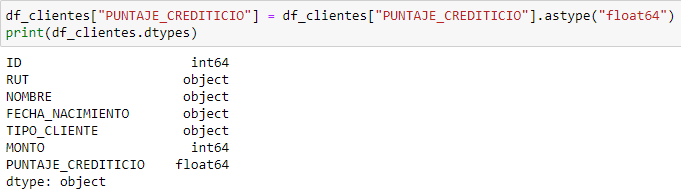 df_clientes["PUNTAJE_CREDITICIO"] = df_clientes["PUNTAJE_CREDITICIO"].astype("float64")
print(df_clientes.dtypes)
ID                      int64
RUT                    object
NOMBRE                 object
FECHA_NACIMIENTO       object
TIPO_CLIENTE           object
MONTO                   int64
PUNTAJE_CREDITICIO    float64
dtype: object